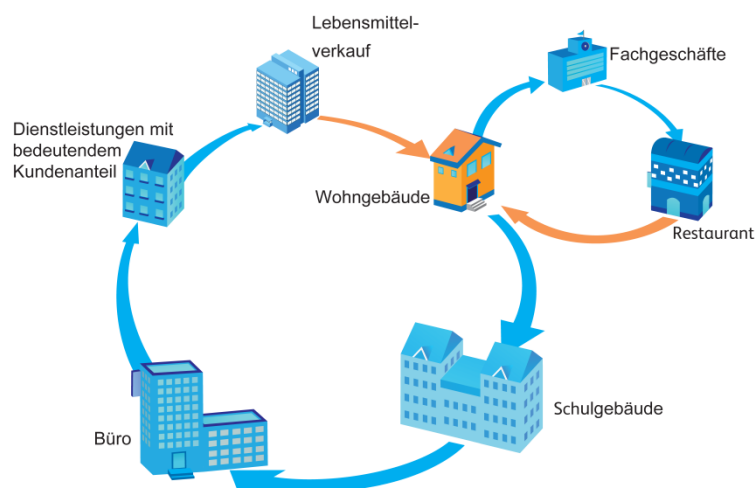 Lebensmittel-
verkauf
Fachgeschäfte
Dienstleistungen mit
bedeutendem
Kundenanteil
Wohngebäude
Restaurant
Schulgebäude
Büro